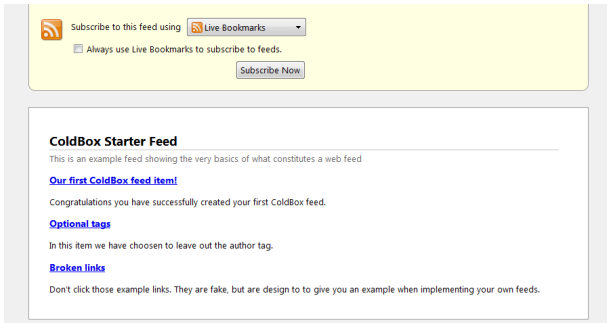 Subscribe to this feed using Live Bookmarks
Always use Live Bookmarks to subscribe to feeds.
Subscribe Now
ColdBox Starter Feed
This is an example feed showing the very basics of what constitutes a web feed
Our first ColdBox feed item!
Congratulations you have successfully created your first ColdBox feed.
Optional tags
In this item we have choosen to leave out the author tag.
Broken links
Don't click those example links. They are fake, but are design to to give you an example when implementing your own feeds.